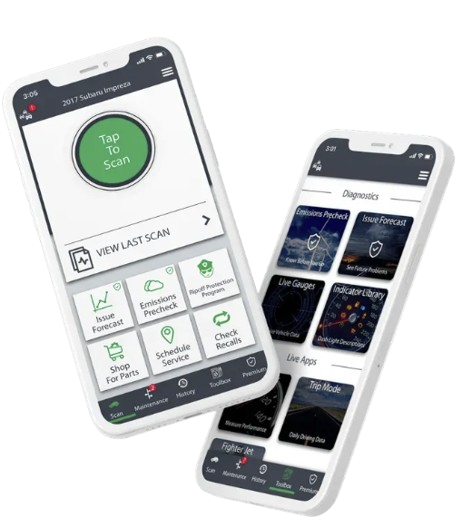 3:05
2017 Subaru Impreza
Tap
To
Scan
VIEW LAST SCAN
Issue
Forecast
Emissions
Precheck
Ripoff Protection
Program
Shop
For Parts
Schedule
Service
Check
Recalls
Scan
Maintenance
History
Toolbox
Premium
3:01
Diagnostics
Emissions Precheck
Issue Forecast
See Future Problems
Live Gauges
Indicator Library
Vehicle Data
Dash Light Descriptions
Live Apps
Trip Mode
Measure Performance
Daily Driving Data
Fighter Jet
Scan
Maintenance
History
Toolbox
Premium